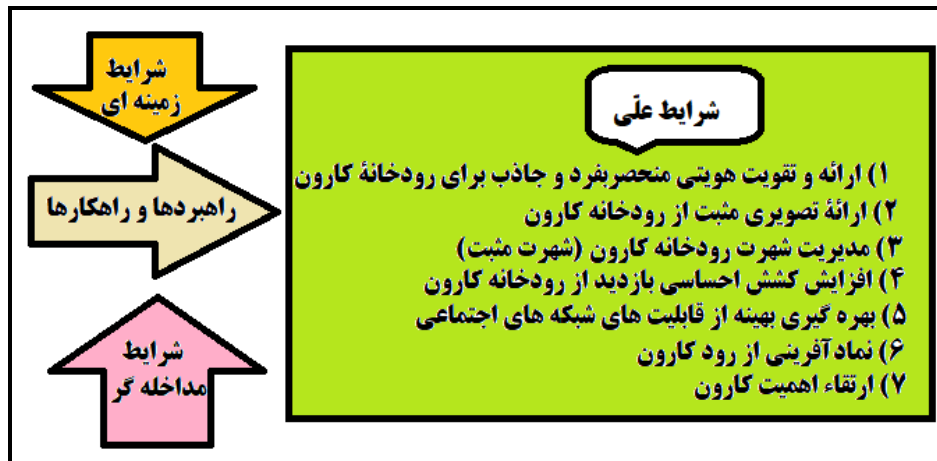 شرایط
زمینه ای
راهبردها و راهکارها
شرایط
مداخله گر
شرایط علّی
۱) ارائه و تقویت هویتی منحصربفرد و جاذب برای رودخانهٔ کارون
۲) ارائهٔ تصویری مثبت از رودخانه کارون
۳) مدیریت شهرت رودخانه کارون (شهرت مثبت)
۴) افزایش کشش احساسی بازدید از رودخانه کارون
۵) بهره گیری بهینه از قابلیت های شبکه های اجتماعی
۶) نمادآفرینی از رود کارون
۷) ارتقاء اهمیت کارون